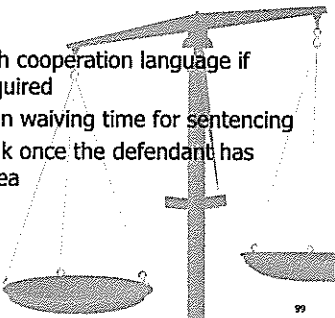 h cooperation language if
quired
n waiving time for sentencing
k once the defendant has
ea
99